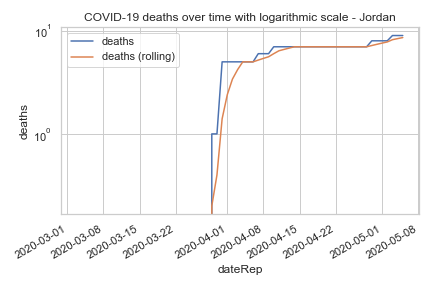 COVID-19 deaths over time with logarithmic scale - Jordan
deaths
deaths (rolling)
10¹
10⁰
deaths
2020-03-01
2020-03-08
2020-03-15
2020-03-22
2020-04-01
2020-04-08
2020-04-15
2020-04-22
2020-05-01
2020-05-08
dateRep